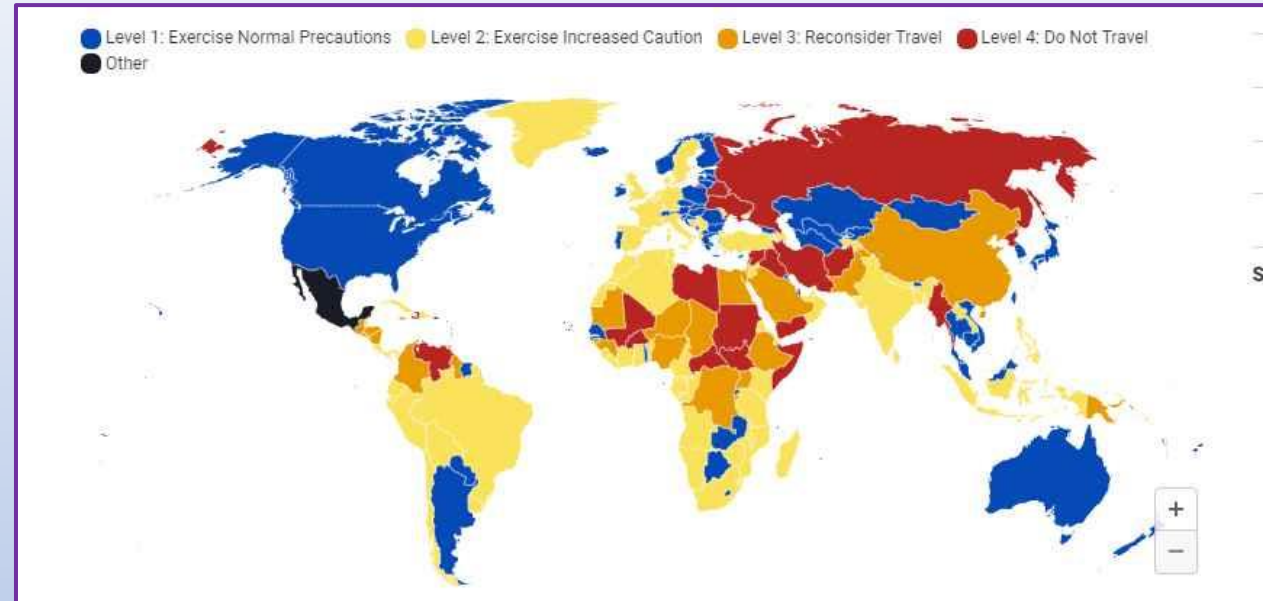 Level 1: Exercise Normal Precautions Level 2: Exercise Increased Caution Level 3: Reconsider Travel Level 4: Do Not Travel
Other
S
+
−